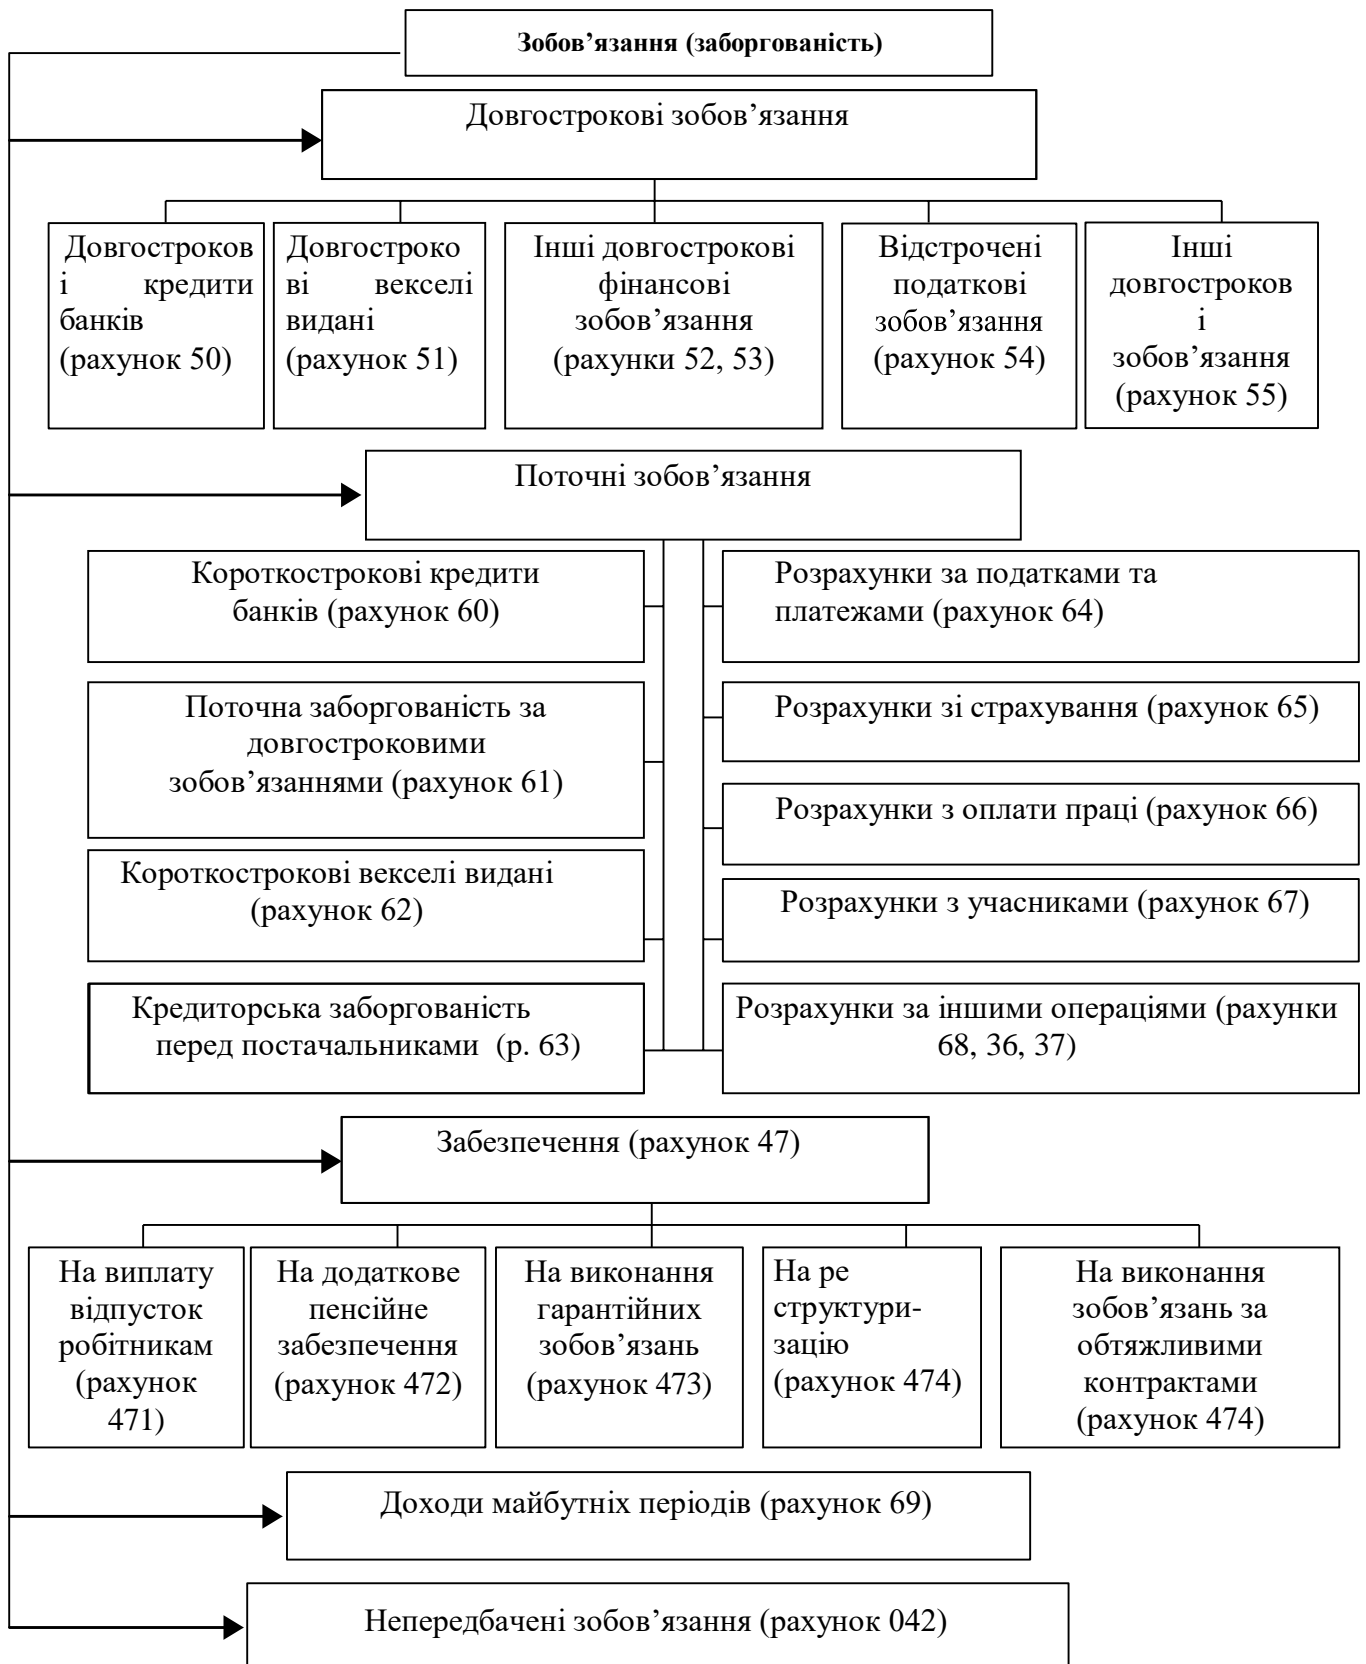 Зобов’язання (заборгованість)
Довгострокові зобов’язання
Довгостроков
і кредити
банків
(рахунок 50)
Довгостроко
ві векселі
видані
(рахунок 51)
Інші довгострокові
фінансові
зобов’язання
(рахунки 52, 53)
Відстрочені
податкові
зобов’язання
(рахунок 54)
Інші
довгостроков
і
зобов’язання
(рахунок 55)
Поточні зобов’язання
Короткострокові кредити
банків (рахунок 60)
Розрахунки за податками та
платежами (рахунок 64)
Поточна заборгованість за
довгостроковими
зобов’язаннями (рахунок 61)
Розрахунки зі страхування (рахунок 65)
Розрахунки з оплати праці (рахунок 66)
Короткострокові векселі видані
(рахунок 62)
Розрахунки з учасниками (рахунок 67)
Кредиторська заборгованість
перед постачальниками (р. 63)
Розрахунки за іншими операціями (рахунки
68, 36, 37)
Забезпечення (рахунок 47)
На виплату
відпусток
робітникам
(рахунок
471)
На додаткове
пенсійне
забезпечення
(рахунок 472)
На виконання
гарантійних
зобов’язань
(рахунок 473)
На ре
структури-
зацію
(рахунок 474)
На виконання
зобов’язань за
обтяжливими
контрактами
(рахунок 474)
Доходи майбутніх періодів (рахунок 69)
Непередбачені зобов’язання (рахунок 042)